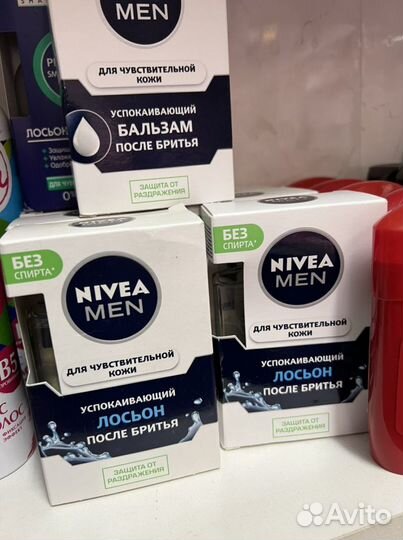 MEN
ДЛЯ ЧУВСТВИТЕЛЬНОЙ
КОЖИ
УСПОКАИВАЮЩИЙ
БАЛЬЗАМ
ПОСЛЕ БРИТЬЯ
ЗАЩИТА ОТ
РАЗДРАЖЕНИЯ
ЛОСЬОН
БЕЗ
СПИРТА*
NIVEA
MEN
ДЛЯ ЧУВСТВИТЕЛЬНОЙ
КОЖИ
УСПОКАИВАЮЩИЙ
ЛОСЬОН
ПОСЛЕ БРИТЬЯ
ЗАЩИТА ОТ
РАЗДРАЖЕНИЯ
БЕЗ
СПИРТА*
NIVEA
MEN
ДЛЯ ЧУВСТВИТЕЛЬНОЙ
КОЖИ
УСПОКАИВАЮЩИЙ
ЛОСЬОН
ПОСЛЕ БРИТЬЯ
ЗАЩИТА ОТ
РАЗДРАЖЕНИЯ
B5
Avito